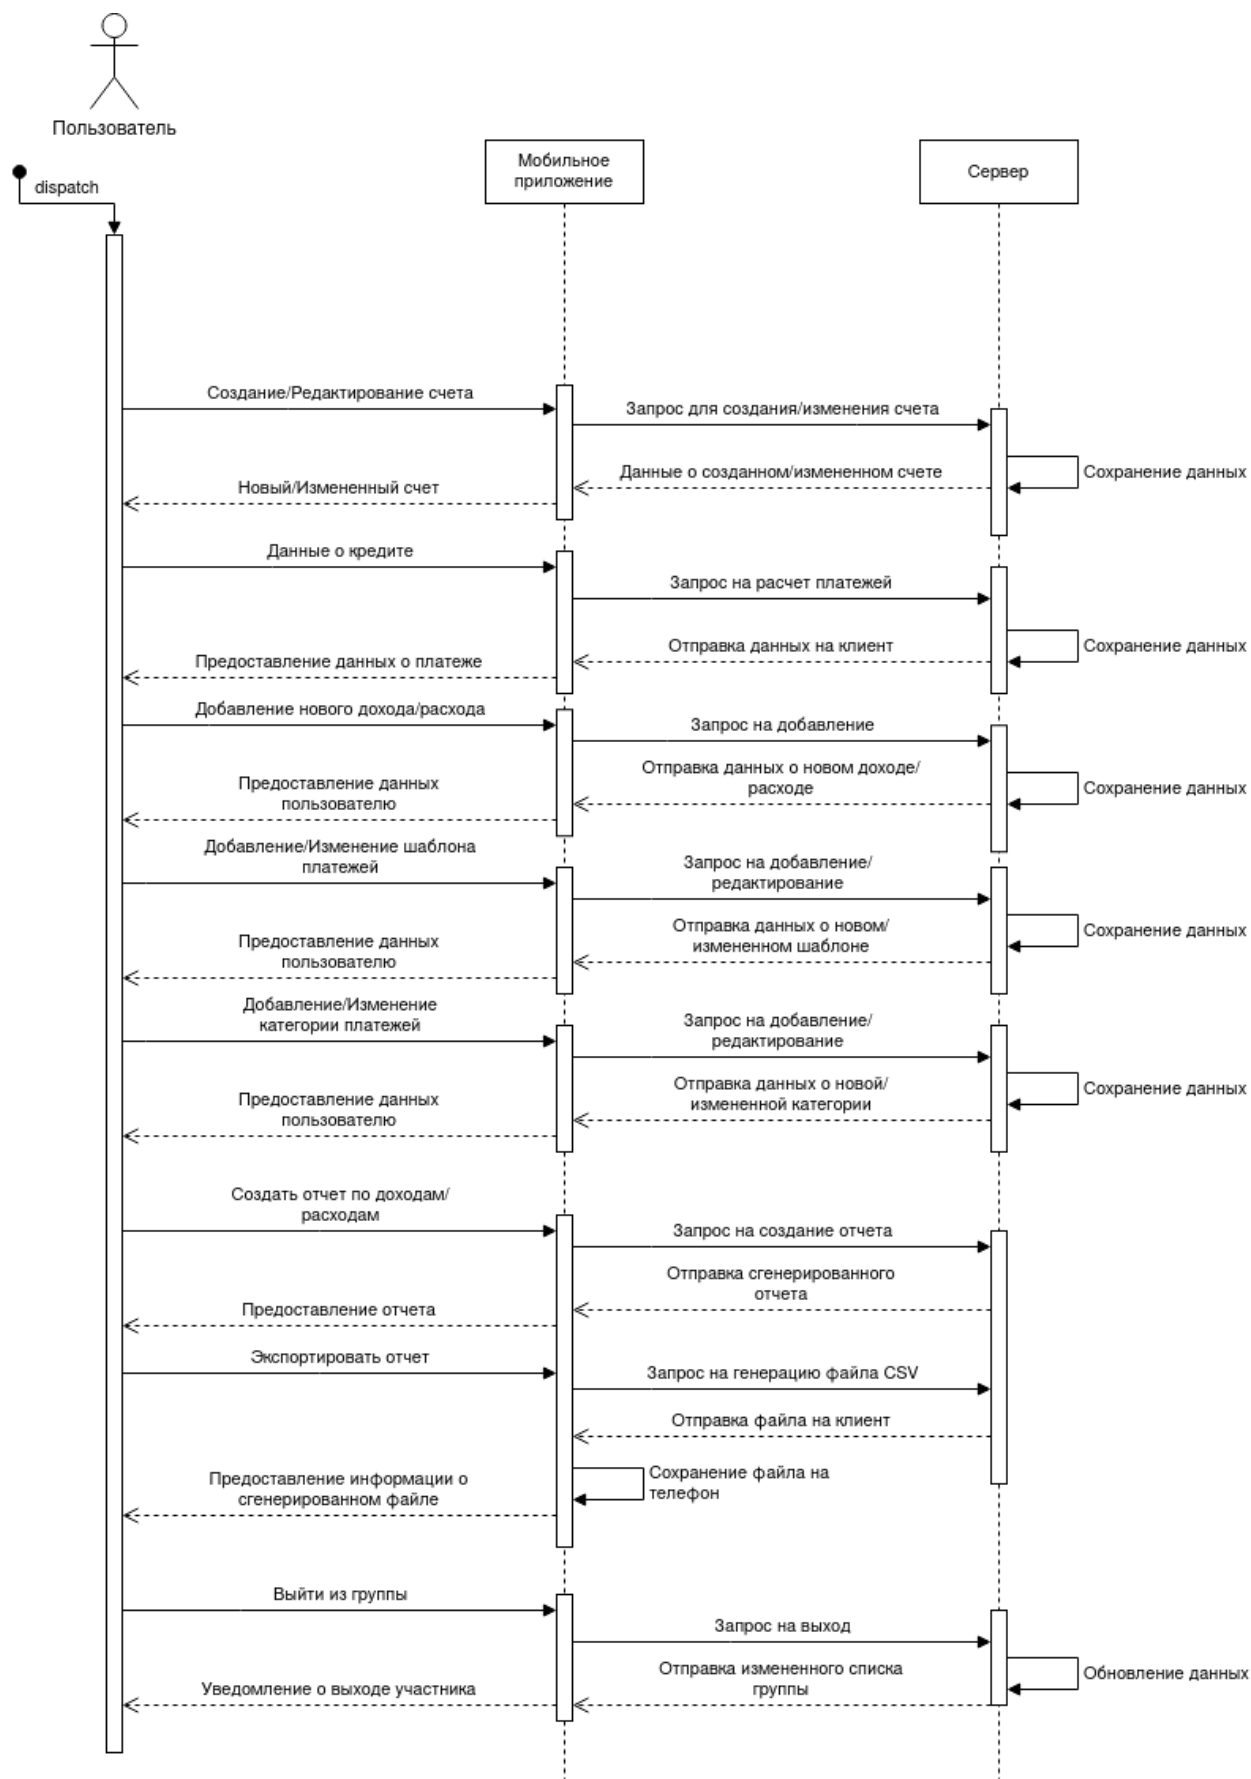 Пользователь
dispatch
Мобильное
приложение
Сервер
Создание/Редактирование счета
Запрос для создания/изменения счета
Данные о созданном/измененном счете
Сохранение данных
Новый/Измененный счет
Данные о кредите
Запрос на расчет платежей
Отправка данных на клиент
Сохранение данных
Предоставление данных о платеже
Добавление нового дохода/расхода
Запрос на добавление
Отправка данных о новом доходе/
расходе
Сохранение данных
Предоставление данных
пользователю
Добавление/Изменение шаблона
платежей
Запрос на добавление/
редактирование
Отправка данных о новом/
измененном шаблоне
Сохранение данных
Предоставление данных
пользователю
Добавление/Изменение
категории платежей
Запрос на добавление/
редактирование
Отправка данных о новой/
измененной категории
Сохранение данных
Предоставление данных
пользователю
Создать отчет по доходам/
расходам
Запрос на создание отчета
Отправка сгенерированного
отчета
Предоставление отчета
Экспортировать отчет
Запрос на генерацию файла CSV
Отправка файла на клиент
Сохранение файла на
телефон
Предоставление информации о
сгенерированном файле
Выйти из группы
Запрос на выход
Отправка измененного списка
группы
Обновление данных
Уведомление о выходе участника